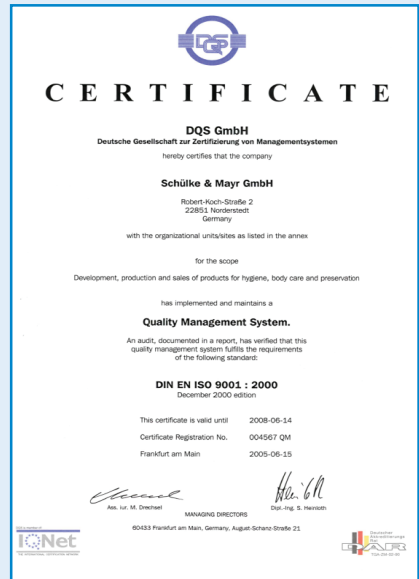 DQS
CERTIFICATE
DQS GmbH
Deutsche Gesellschaft zur Zertifizierung von Managementsystemen
hereby certifies that the company
Schülke & Mayr GmbH
Robert-Koch-Straße 2
22851 Norderstedt
Germany
with the organizational units/sites as listed in the annex
for the scope
Development, production and sales of products for hygiene, body care and preservation
has implemented and maintains a
Quality Management System.
An audit, documented in a report, has verified that this
quality management system fulfills the requirements
of the following standard:
DIN EN ISO 9001 : 2000
December 2000 edition
This certificate is valid until 2008-06-14
Certificate Registration No. 004567 QM
Frankfurt am Main 2005-06-15
Ass. iur. M. Drechsel
Dipl.-Ing. S. Heinloth
MANAGING DIRECTORS
60433 Frankfurt am Main, Germany, August-Schanz-Straße 21
IQNet
Deutscher
Akkreditierungs
Rat
DAR